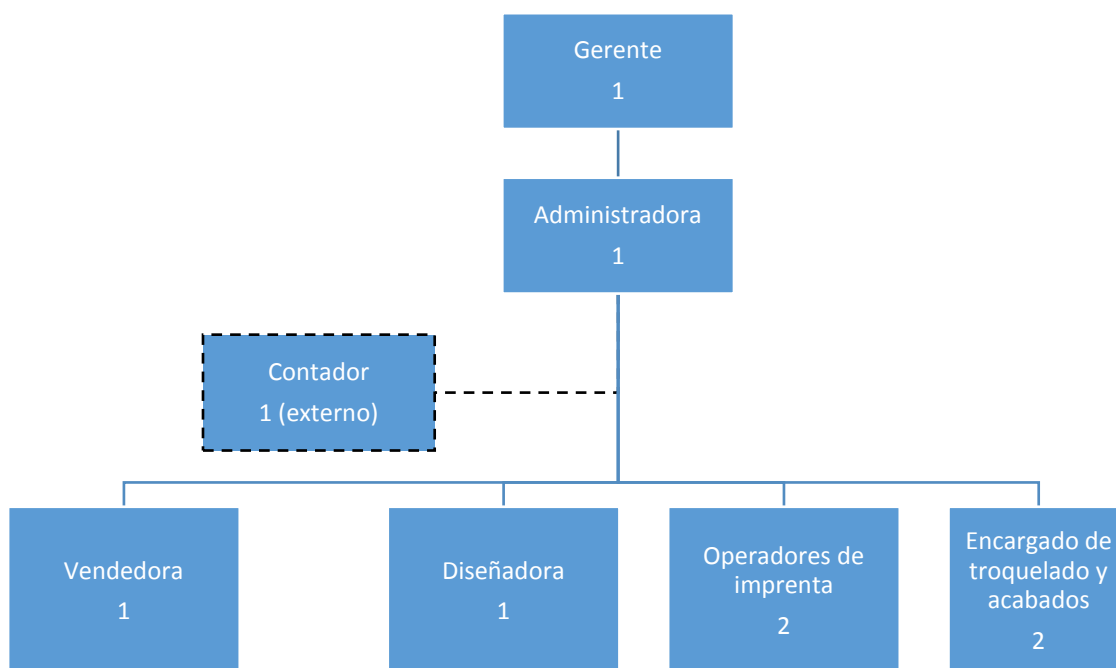 Gerente
1
Administradora
1
Contador
1 (externo)
Vendedora
1
Diseñadora
1
Operadores de
imprenta
2
Encargado de
troquelado y
acabados
2